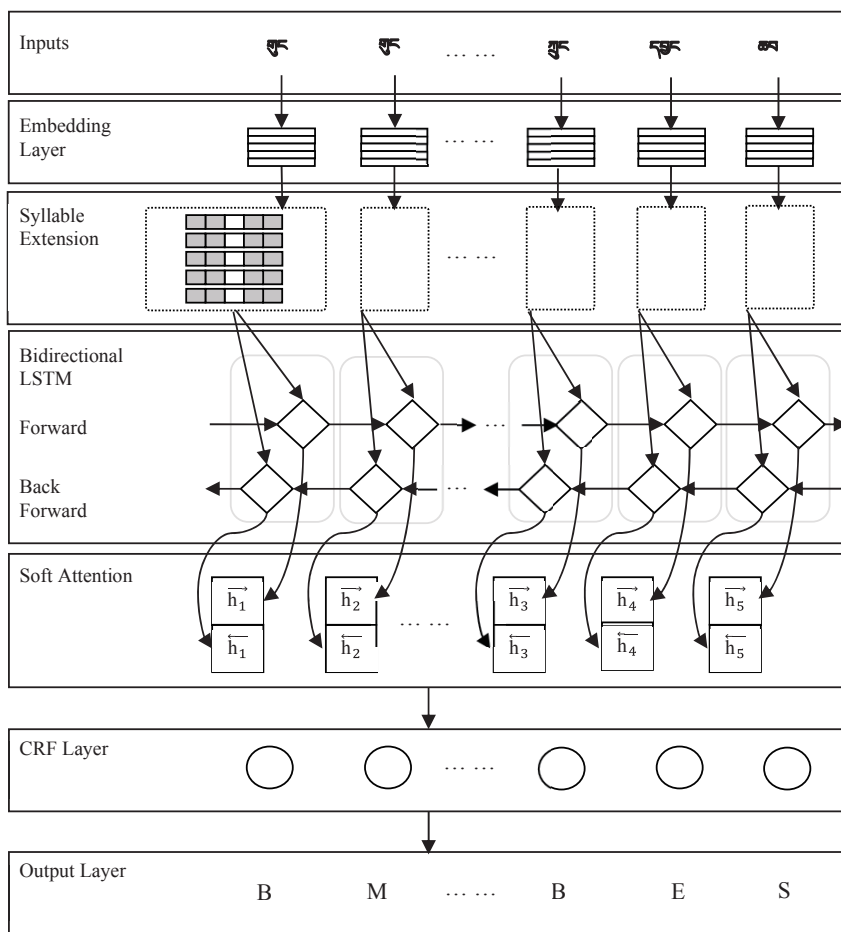 Inputs
… …
Embedding
Layer
… …
Syllable
Extension
… …
Bidirectional
LSTM
Forward
…
Back
Forward
…
Soft Attention
h₁ h₂ h₃ h₄ h₅
… …
h₁ h₂ h₃ h₄ h₅
CRF Layer
… …
Output Layer
B M … … B E S